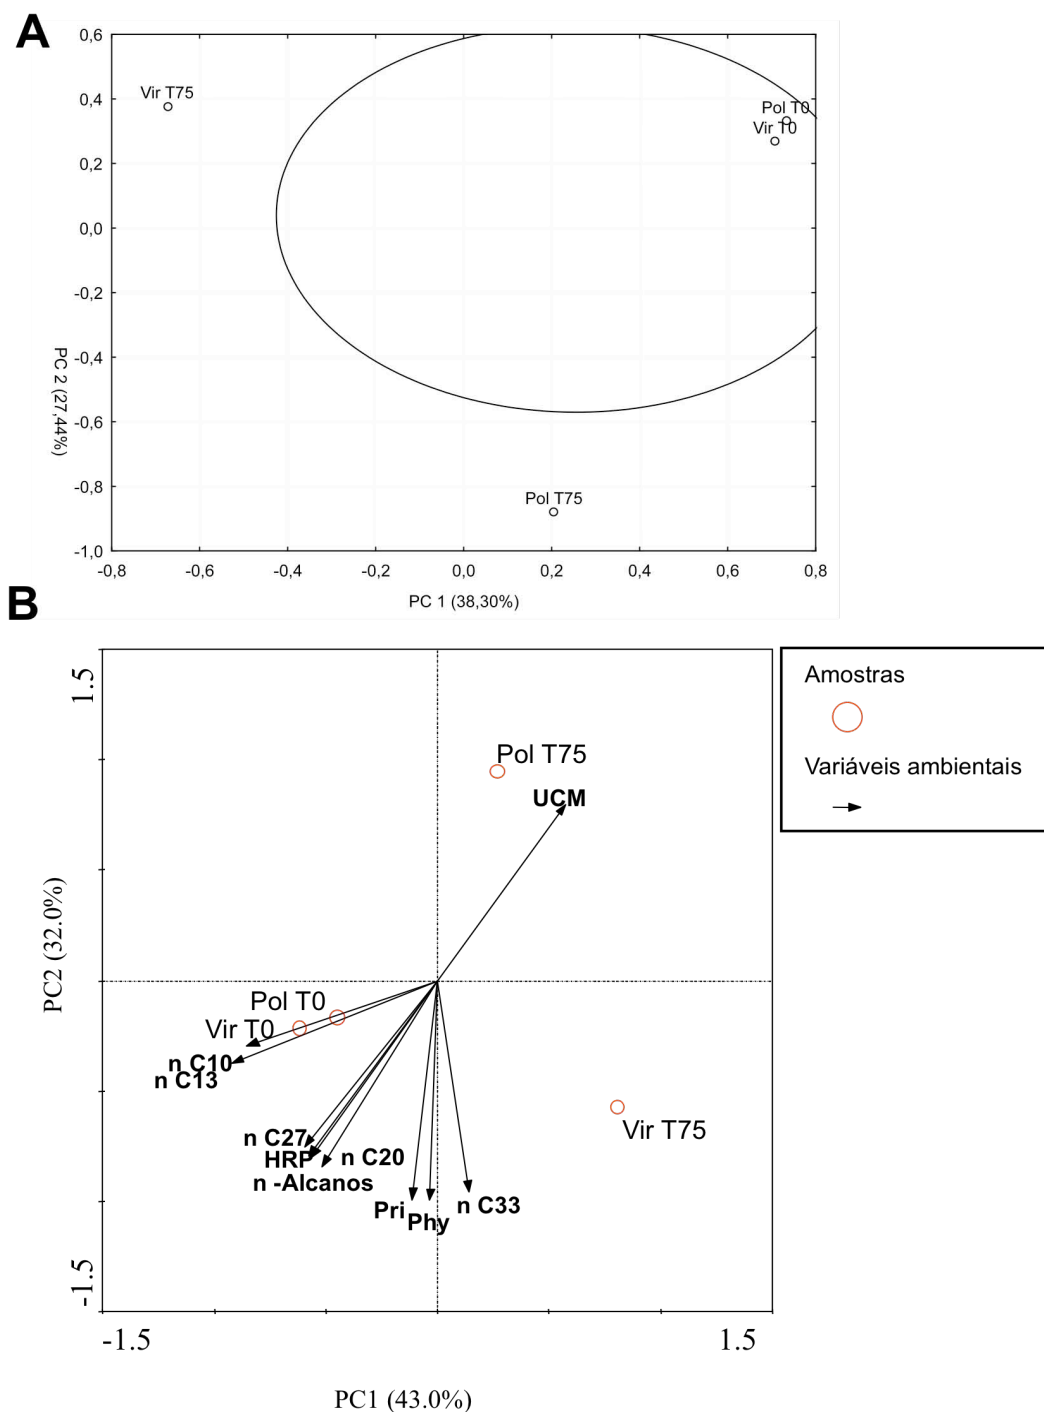 A
0,6
0,4
0,2
0,0
-0,2
-0,4
-0,6
-0,8
-1,0
PC 2 (27,44%)
Vir T75
Pol T0
Vir T0
Pol T75
-0,8 -0,6 -0,4 -0,2 0,0 0,2 0,4 0,6 0,8
PC 1 (38,30%)
B
1.5
Amostras
Variáveis ambientais
Pol T75
UCM
PC2 (32.0%)
Pol T0
Vir T0
n C10
n C13
Vir T75
n C27
HRP
n C20
n -Alcanos
Pri
Phy
n C33
-1.5
-1.5 1.5
PC1 (43.0%)